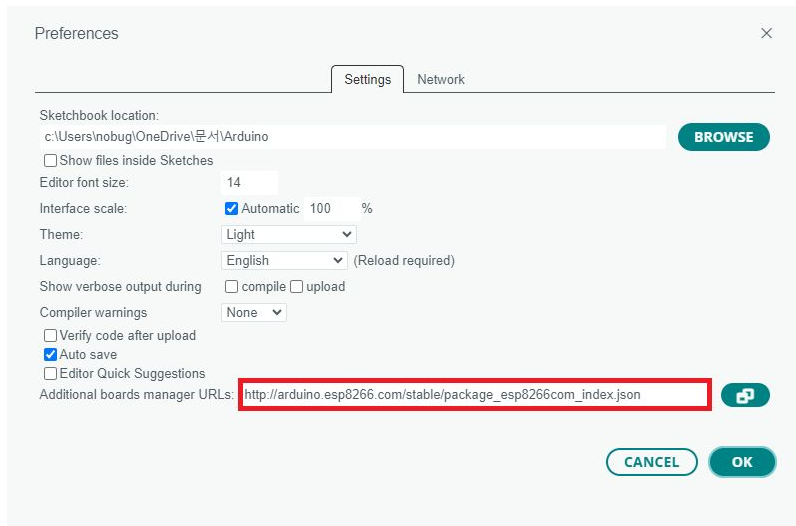 Preferences
Settings Network
Sketchbook location:
c:\Users\nobug\OneDrive\문서\Arduino BROWSE
Show files inside Sketches
Editor font size: 14
Interface scale: Automatic 100 %
Theme: Light
Language: English (Reload required)
Show verbose output during compile upload
Compiler warnings None
Verify code after upload
Auto save
Editor Quick Suggestions
Additional boards manager URLs: http://arduino.esp8266.com/stable/package_esp8266com_index.json
CANCEL OK